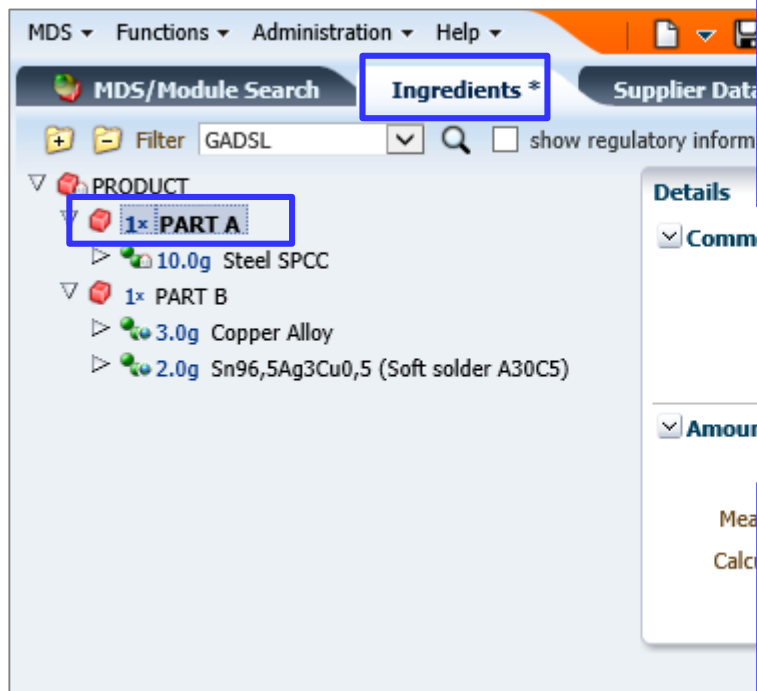 MDS Functions Administration Help
MDS/Module Search Ingredients * Supplier Data
Filter GADSL show regulatory inform
PRODUCT
Details
1x PART A
Comm
10.0g Steel SPCC
1x PART B
3.0g Copper Alloy
2.0g Sn96,5Ag3Cu0,5 (Soft solder A30C5)
Amoun
Mea
Calc